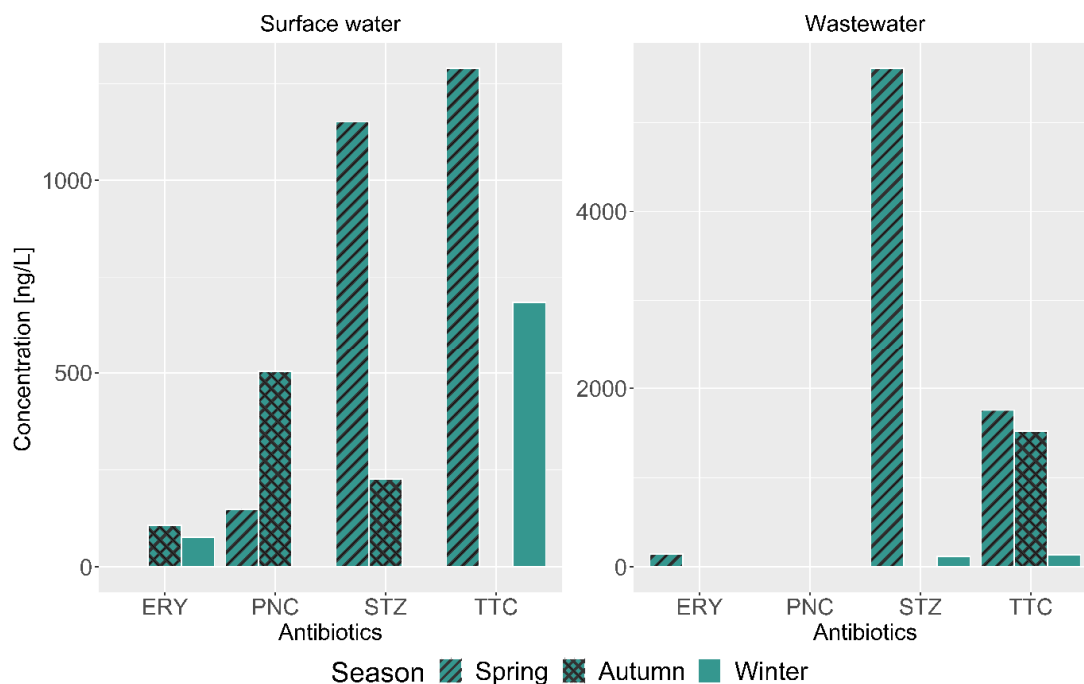 Surface water
Wastewater
Concentration [ng/L]
1000
500
0
ERY PNC STZ TTC
Antibiotics
4000
2000
0
ERY PNC STZ TTC
Antibiotics
Season Spring Autumn Winter